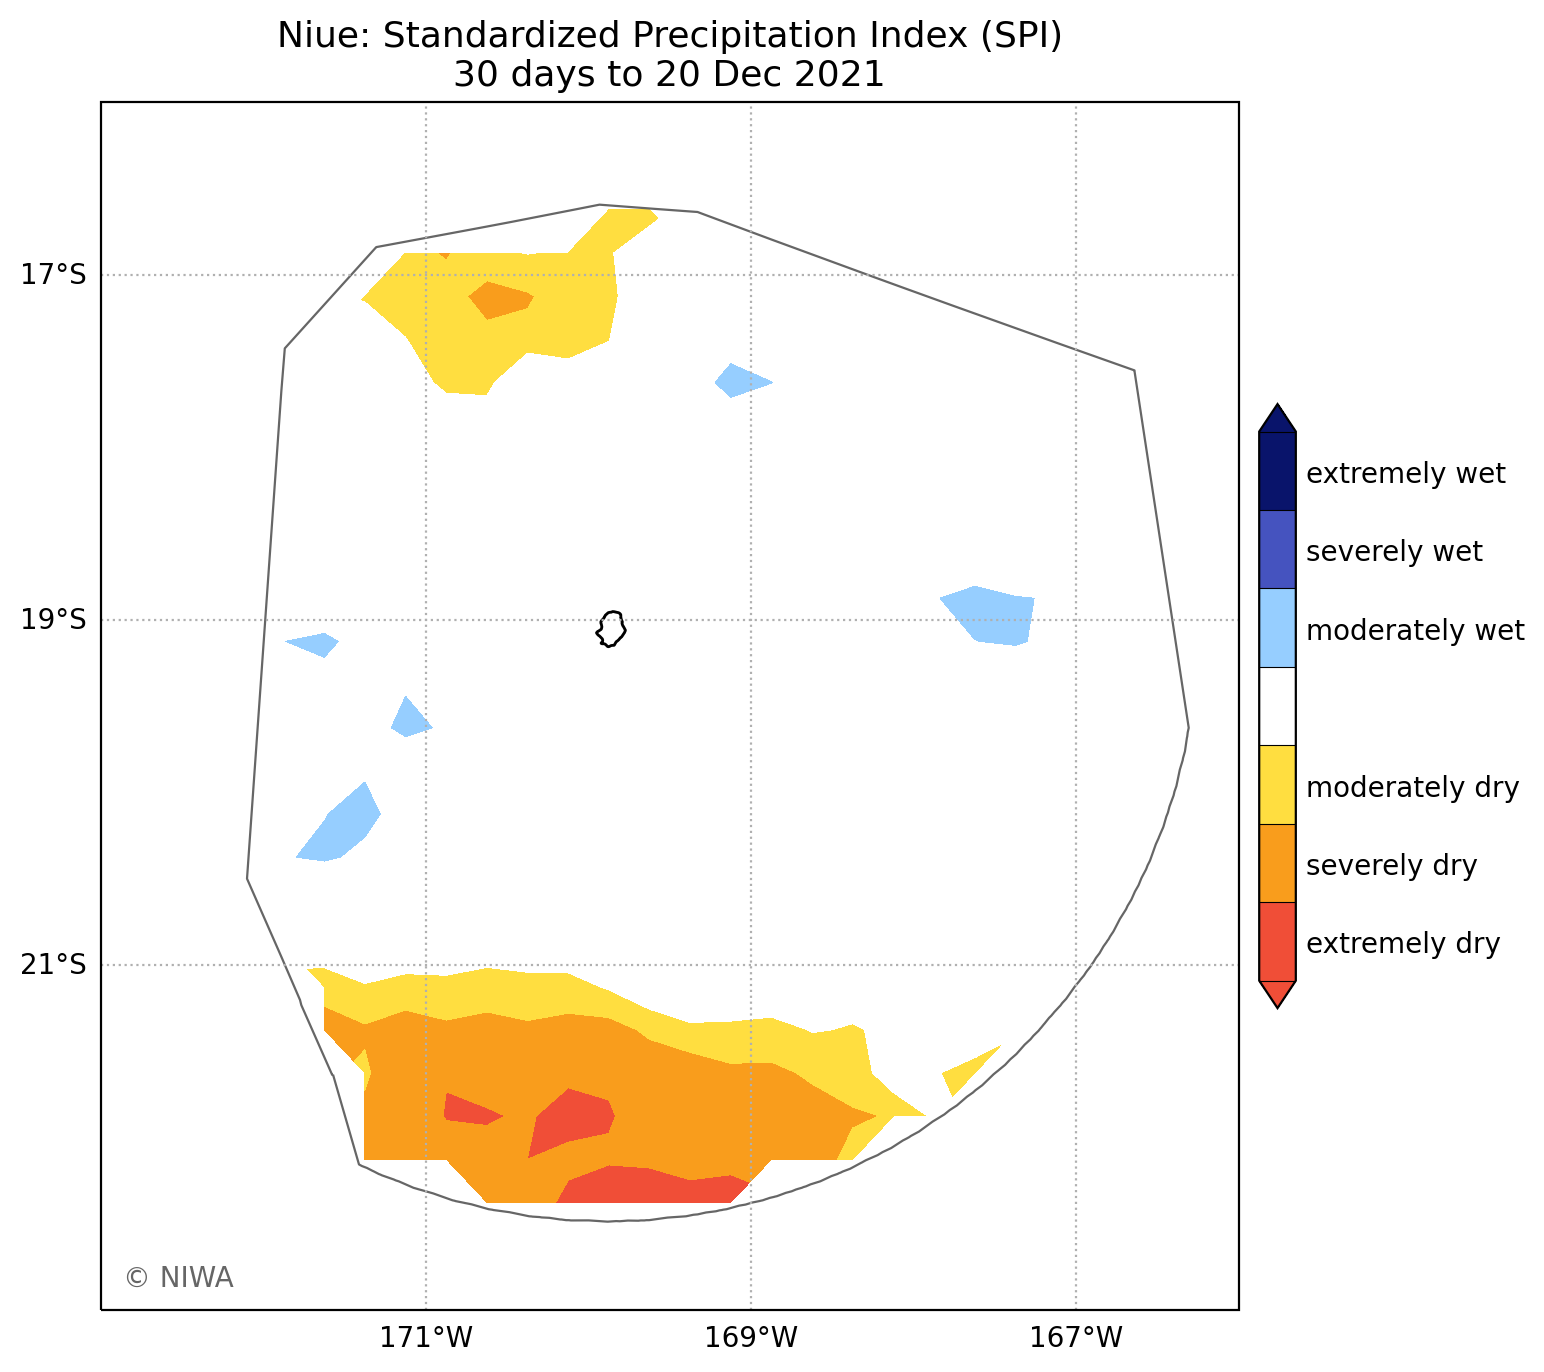 Niue: Standardized Precipitation Index (SPI)
30 days to 20 Dec 2021
17°S
19°S
21°S
171°W
169°W
167°W
extremely wet
severely wet
moderately wet
moderately dry
severely dry
extremely dry
© NIWA